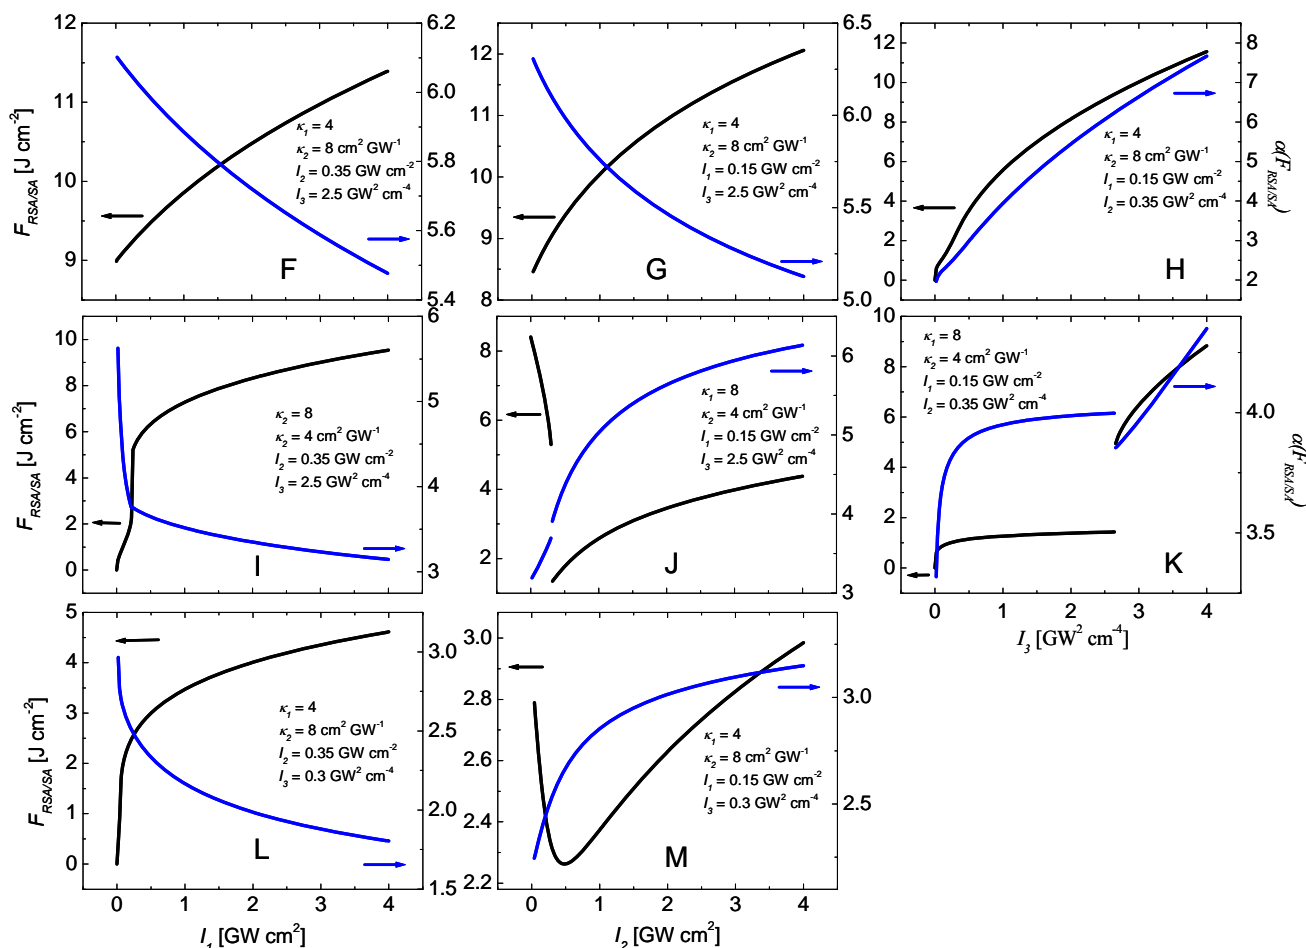 12
11
10
9
8
F_RSA/SA [J cm-2]
κ1 = 4
κ2 = 8 cm2 GW-1
I2 = 0.35 GW cm-2
I3 = 2.5 GW2 cm-4
F
6.2
6.0
5.8
5.6
5.4
12
11
10
9
8
κ1 = 4
κ2 = 8 cm2 GW-1
I1 = 0.15 GW cm-2
I3 = 2.5 GW2 cm-4
G
6.5
6.0
5.5
5.0
12
10
8
6
4
2
0
κ1 = 4
κ2 = 8 cm2 GW-1
I1 = 0.15 GW cm-2
I2 = 0.35 GW cm-4
H
8
7
6
5
4
3
2
α(F_RSA/SA)
10
8
6
4
2
0
F_RSA/SA [J cm-2]
κ2 = 8
κ2 = 4 cm2 GW-1
I2 = 0.35 GW cm-2
I3 = 2.5 GW2 cm-4
I
6
5
4
3
8
6
4
2
κ1 = 8
κ2 = 4 cm2 GW-1
I1 = 0.15 GW cm-2
I3 = 2.5 GW2 cm-4
J
6
5
4
3
10
8
6
4
2
0
κ1 = 8
κ2 = 4 cm2 GW-1
I1 = 0.15 GW cm-2
I2 = 0.35 GW cm-4
K
4.0
3.5
α(F_RSA/SA)
0 1 2 3 4
I3 [GW2 cm-4]
5
4
3
2
1
0
F_RSA/SA [J cm-2]
κ1 = 4
κ2 = 8 cm2 GW-1
I2 = 0.35 GW cm-2
I3 = 0.3 GW2 cm-4
L
3.0
2.5
2.0
1.5
0 1 2 3 4
I1 [GW cm2]
3.0
2.8
2.6
2.4
2.2
κ1 = 4
κ2 = 8 cm2 GW-1
I1 = 0.15 GW cm-2
I3 = 0.3 GW2 cm-4
M
3.0
2.5
0 1 2 3 4
I2 [GW cm2]